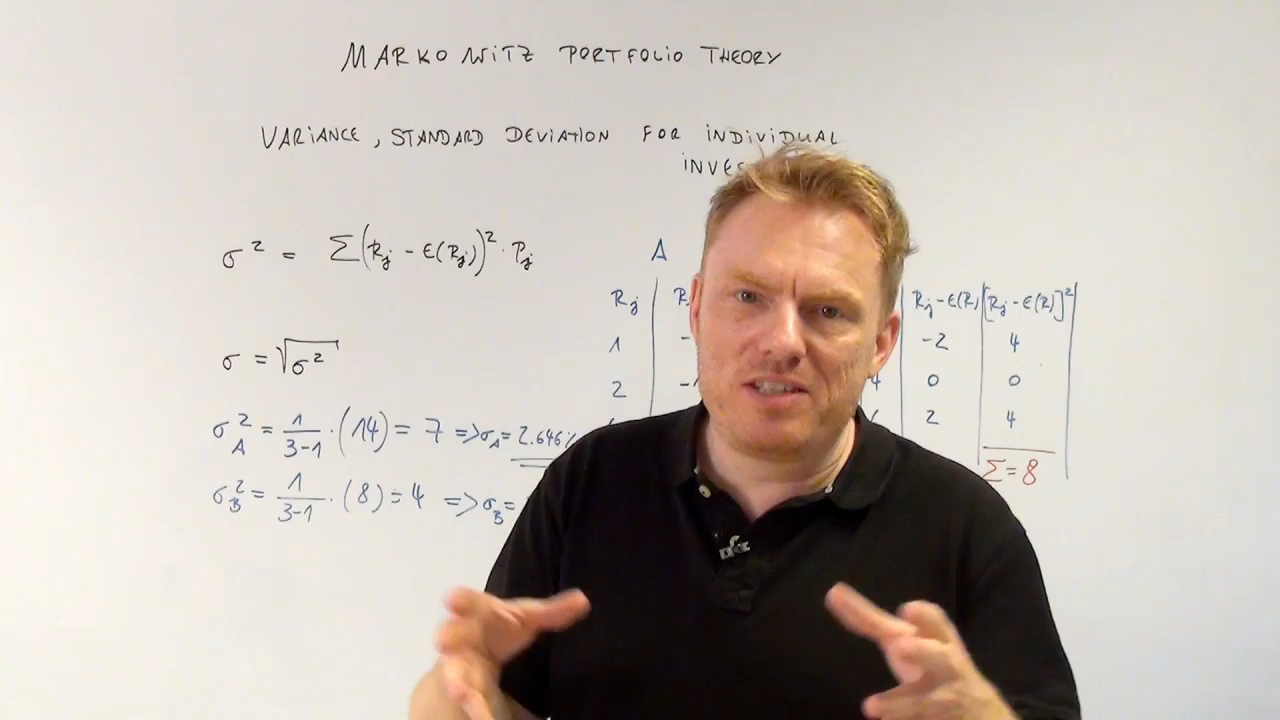 MARKOWITZ PORTFOLIO THEORY
VARIANCE, STANDARD DEVIATION FOR INDIVIDUAL
σ² = Σ(Rj - E(Rj))² · Pj
σ = √σ²
σ²A = 1/3-1 · (14) = 7 => σA = 2.646%
σ²B = 1/3-1 · (8) = 4 => σB =
A
Rj Rj - E(R) [Rj - E(R)]²
1 -2 4
2 0 0
2 4
Σ = 8